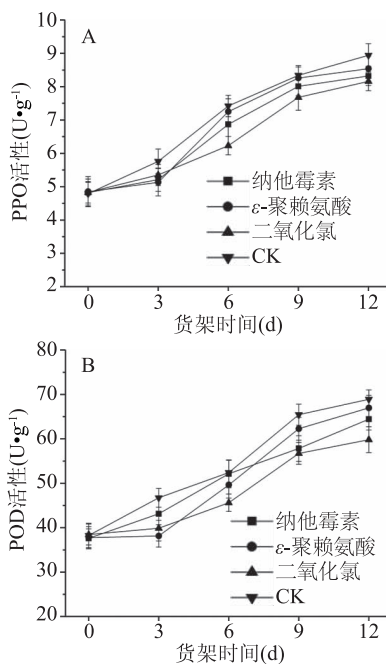 A
PPO活性(U•g-1)
9
8
7
6
5
4
3
2
纳他霉素
ε-聚赖氨酸
二氧化氯
CK
0 3 6 9 12
货架时间(d)
B
POD活性(U•g-1)
80
70
60
50
40
30
20
纳他霉素
ε-聚赖氨酸
二氧化氯
CK
0 3 6 9 12
货架时间(d)